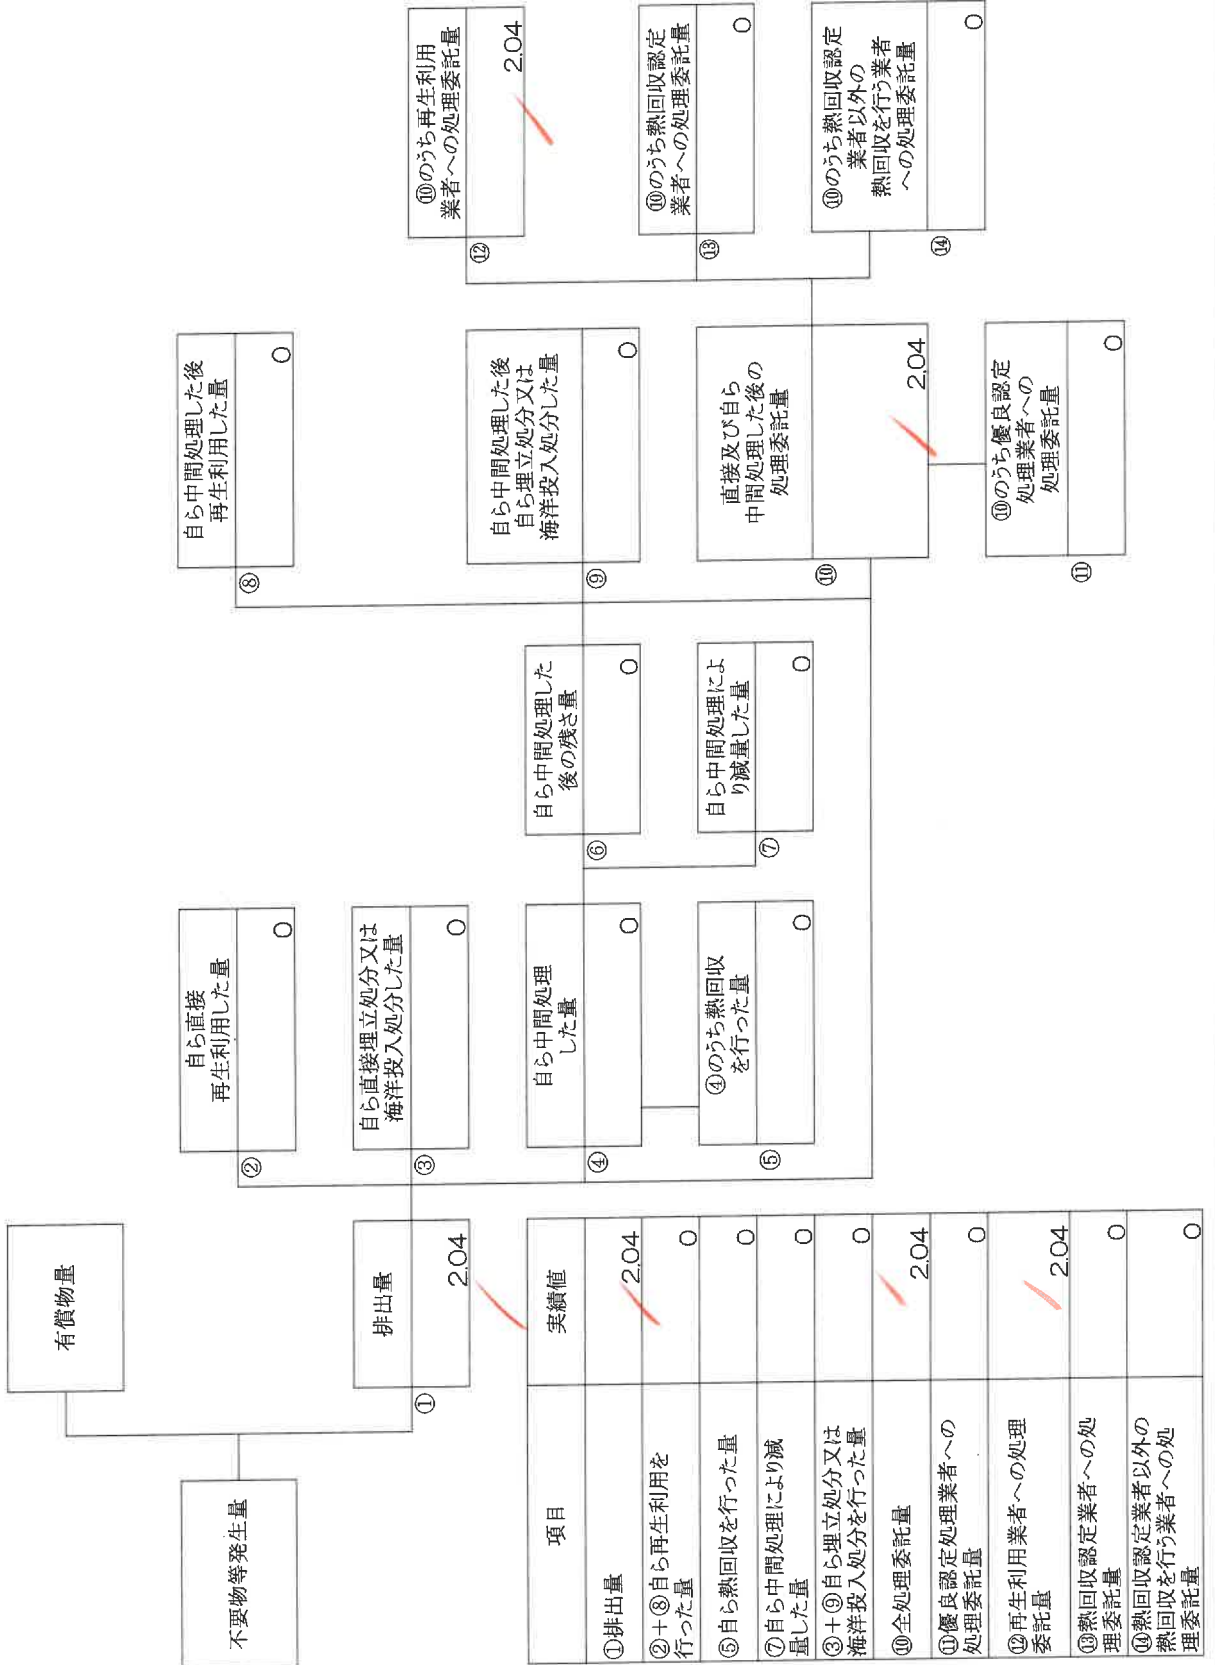 不要物等発生量
有償物量
①
排出量
2.04
②
自ら直接
再生利用した量
0
③
自ら直接埋立処分又は
海洋投入処分した量
0
④
自ら中間処理
した量
0
⑤
④のうち熱回収
を行った量
0
⑥
自ら中間処理した
後の残さ量
0
⑦
自ら中間処理によ
り減量した量
0
⑧
自ら中間処理した後
再生利用した量
0
⑨
自ら中間処理した後
自ら埋立処分又は
海洋投入処分した量
0
⑩
直接及び自ら
中間処理した後の
処理委託量
2.04
⑪
⑩のうち優良認定
処理業者への
処理委託量
0
⑫
⑩のうち再生利用
業者への処理委託量
2.04
⑬
⑩のうち熱回収認定
業者への処理委託量
0
⑭
⑩のうち熱回収認定
業者以外の
熱回収を行う業者
への処理委託量
0
項目
実績値
①排出量
2.04
②+⑧自ら再生利用を
行った量
0
⑤自ら熱回収を行った量
0
⑦自ら中間処理により減
量した量
0
③+⑨自ら埋立処分又は
海洋投入処分を行った量
0
⑩全処理委託量
2.04
⑪優良認定処理業者への
処理委託量
0
⑫再生利用業者への処理
委託量
2.04
⑬熱回収認定業者への処
理委託量
0
⑭熱回収認定業者以外の
熱回収を行う業者への処
理委託量
0